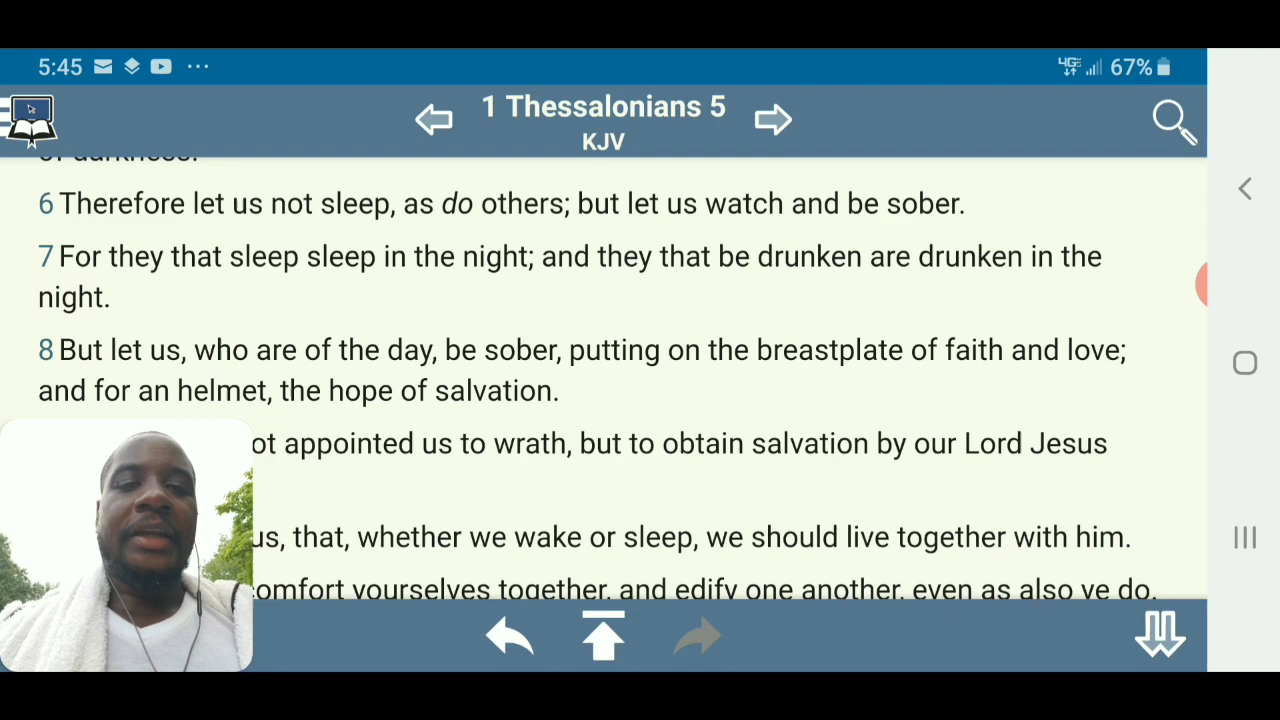 5:45 ... 4GE 67%
1 Thessalonians 5
KJV
of darkness.
6 Therefore let us not sleep, as do others; but let us watch and be sober.
7 For they that sleep sleep in the night; and they that be drunken are drunken in the
night.
8 But let us, who are of the day, be sober, putting on the breastplate of faith and love;
and for an helmet, the hope of salvation.
ot appointed us to wrath, but to obtain salvation by our Lord Jesus
us, that, whether we wake or sleep, we should live together with him.
comfort yourselves together, and edify one another, even as also ye do.